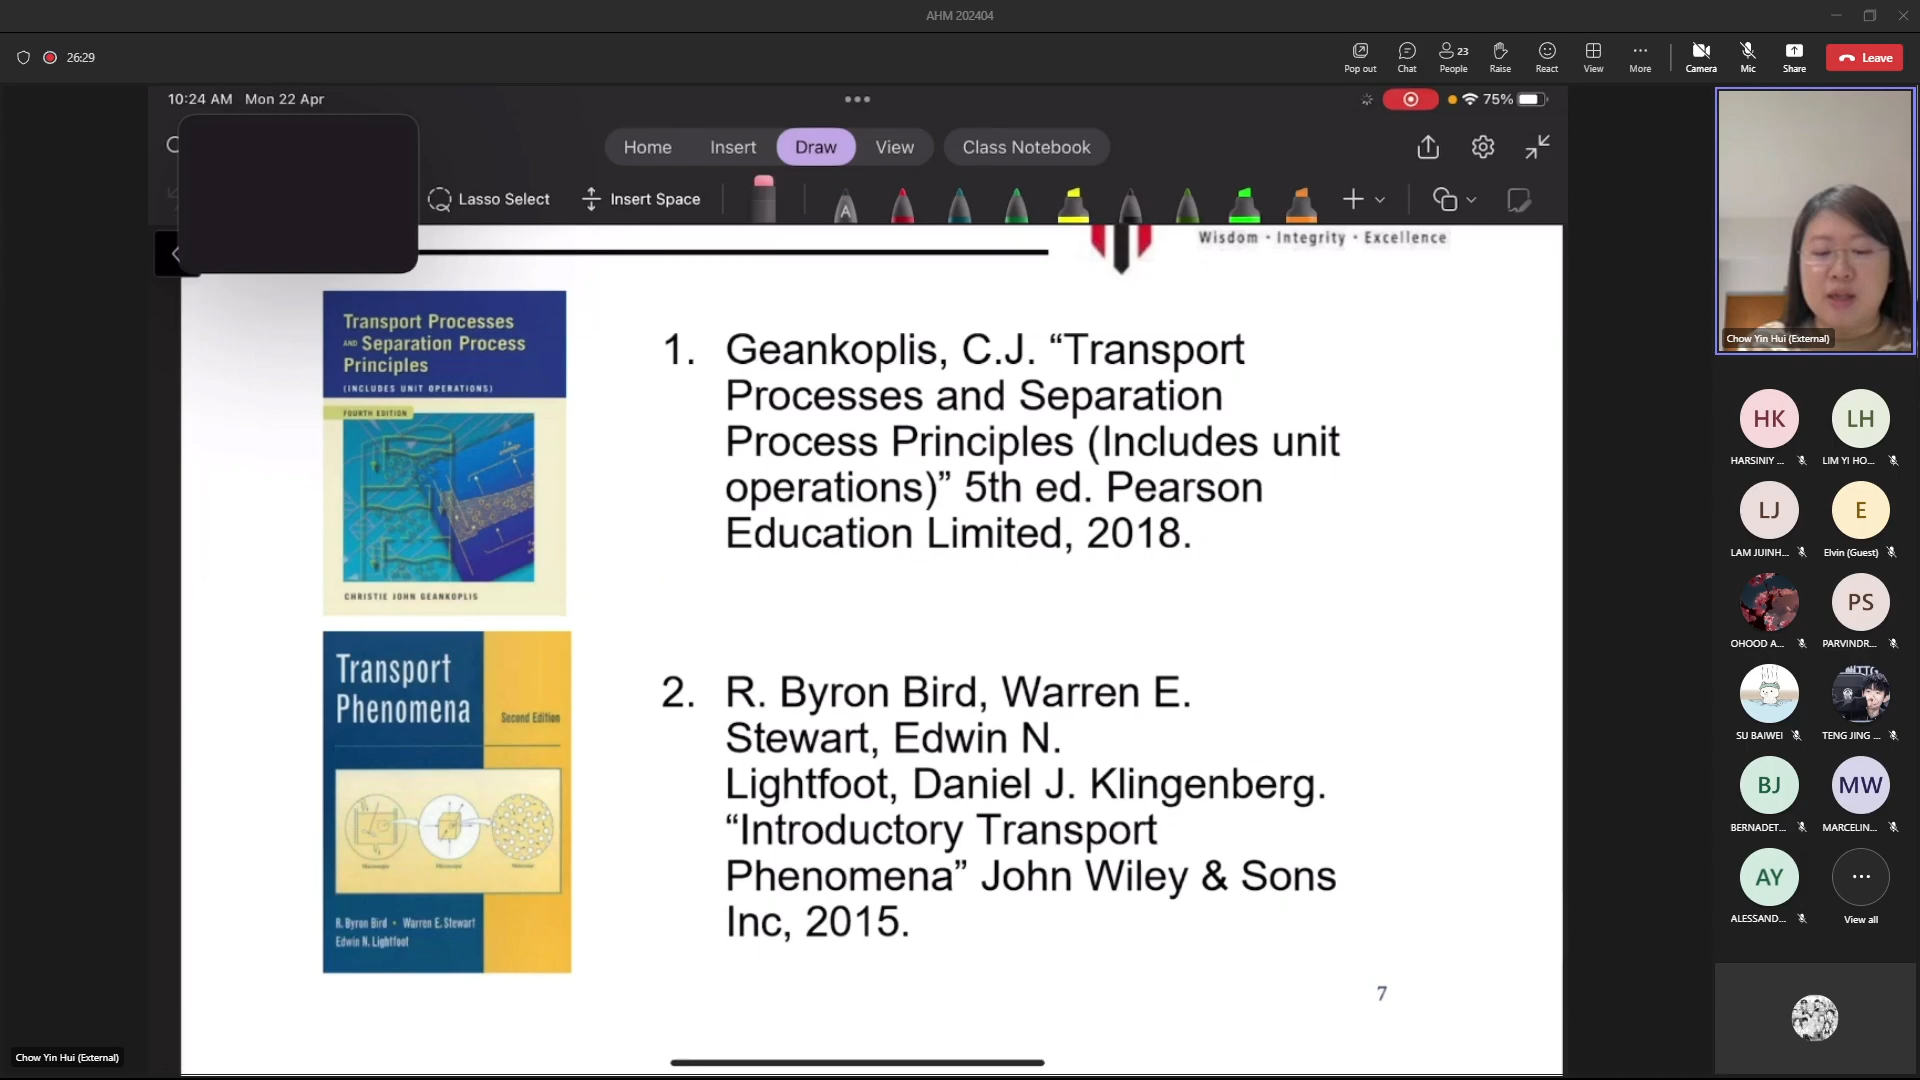 AHM 202404
26:29
Pop out
Chat
23
People
Raise
React
View
More
Camera
Mic
Share
Leave
10:24 AM Mon 22 Apr
75%
Home
Insert
Draw
View
Class Notebook
Lasso Select
Insert Space
A
Wisdom · Integrity · Excellence
Transport Processes
AND Separation Process
Principles
(INCLUDES UNIT OPERATIONS)
FOURTH EDITION
CHRISTIE JOHN GEANKOPLIS
1. Geankoplis, C.J. “Transport
Processes and Separation
Process Principles (Includes unit
operations)” 5th ed. Pearson
Education Limited, 2018.
Transport
Phenomena
Second Edition
R. Byron Bird • Warren E. Stewart
Edwin N. Lightfoot
2. R. Byron Bird, Warren E.
Stewart, Edwin N.
Lightfoot, Daniel J. Klingenberg.
“Introductory Transport
Phenomena” John Wiley & Sons
Inc, 2015.
7
Chow Yin Hui (External)
Chow Yin Hui (External)
HK
HARSINIY ...
LH
LIM YI HO...
LJ
LAM JUINH...
E
Elvin (Guest)
OHOOD A...
PS
PARVINDR...
SU BAIWEI
TENG JING ...
BJ
BERNADET...
MW
MARCELIN...
AY
ALESSAND...
View all